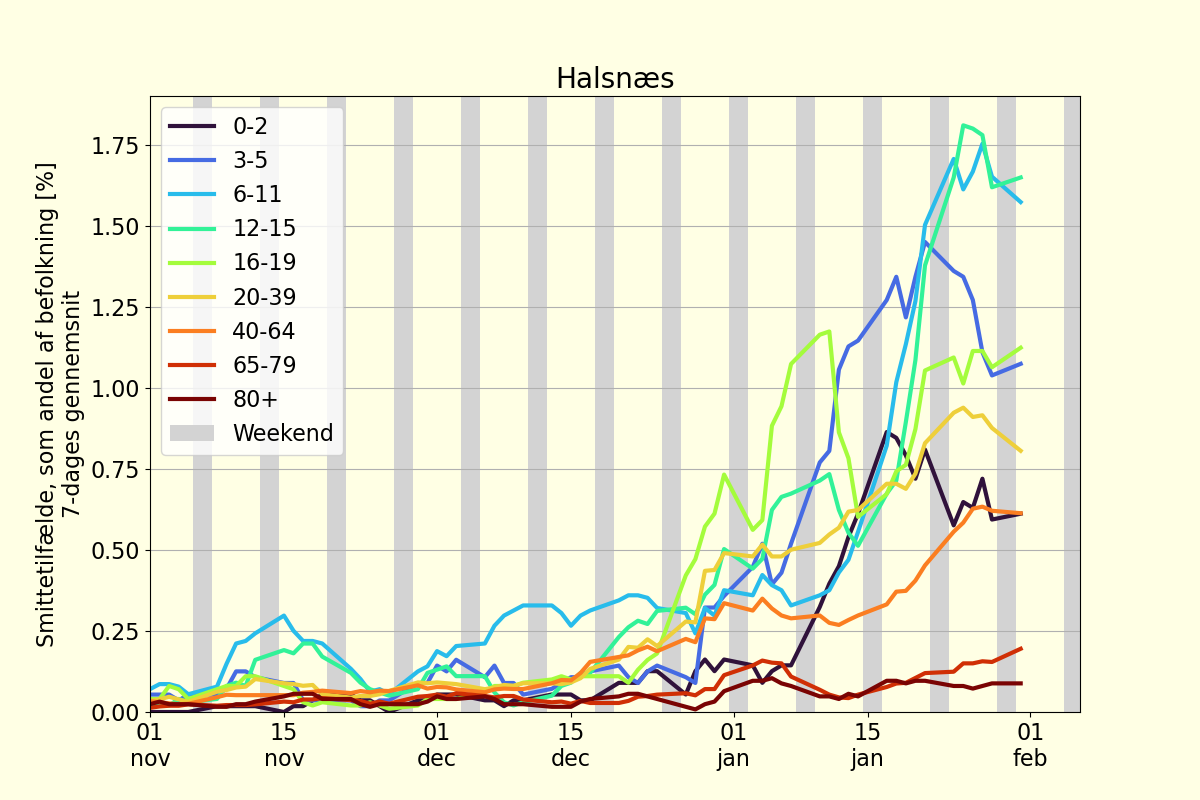 Halsnæs
Smittetilfælde, som andel af befolkning [%]
7-dages gennemsnit
1.75
1.50
1.25
1.00
0.75
0.50
0.25
0.00
0-2
3-5
6-11
12-15
16-19
20-39
40-64
65-79
80+
Weekend
01 15 01 15 01 15 01
nov nov dec dec jan jan feb